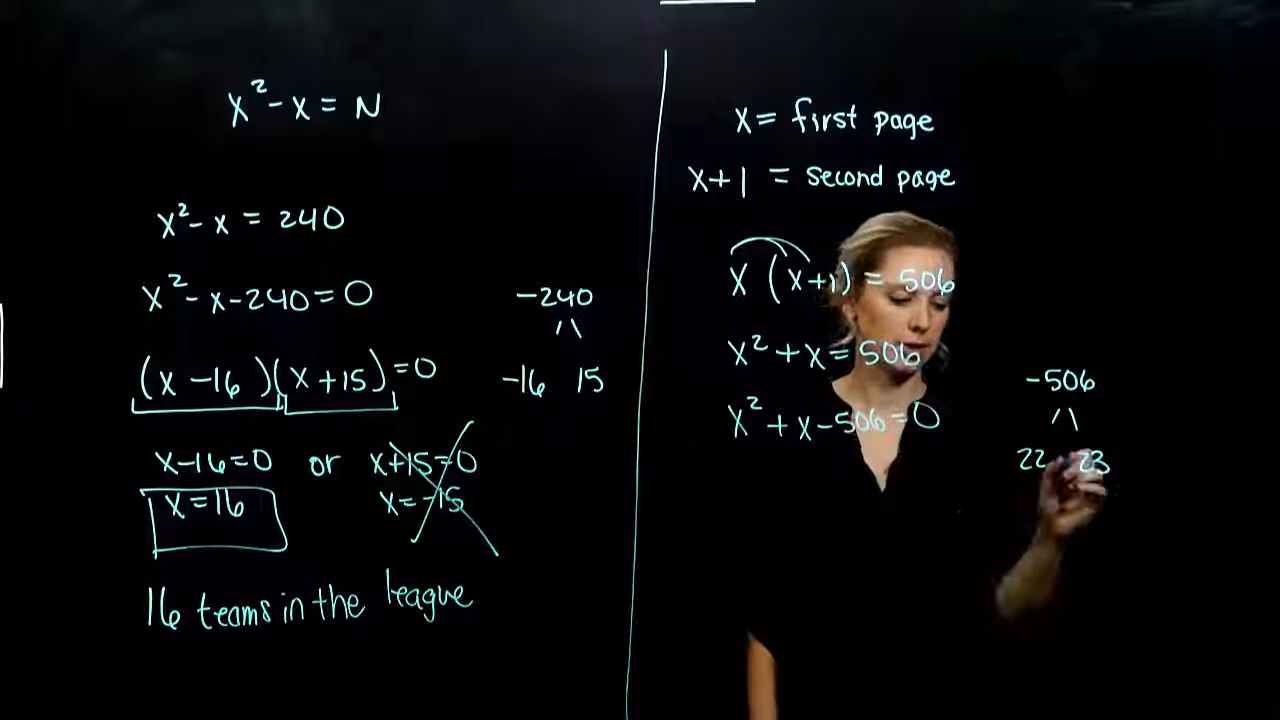 x² - x = N
x² - x = 240
x² - x - 240 = 0
-240
(x - 16)(x + 15) = 0
-16 15
x - 16 = 0 or x + 15 = 0
x = 16
x = -15
16 teams in the league
x = first page
x + 1 = second page
x (x + 1) = 506
x² + x = 506
x² + x - 506 = 0
-506
22 23